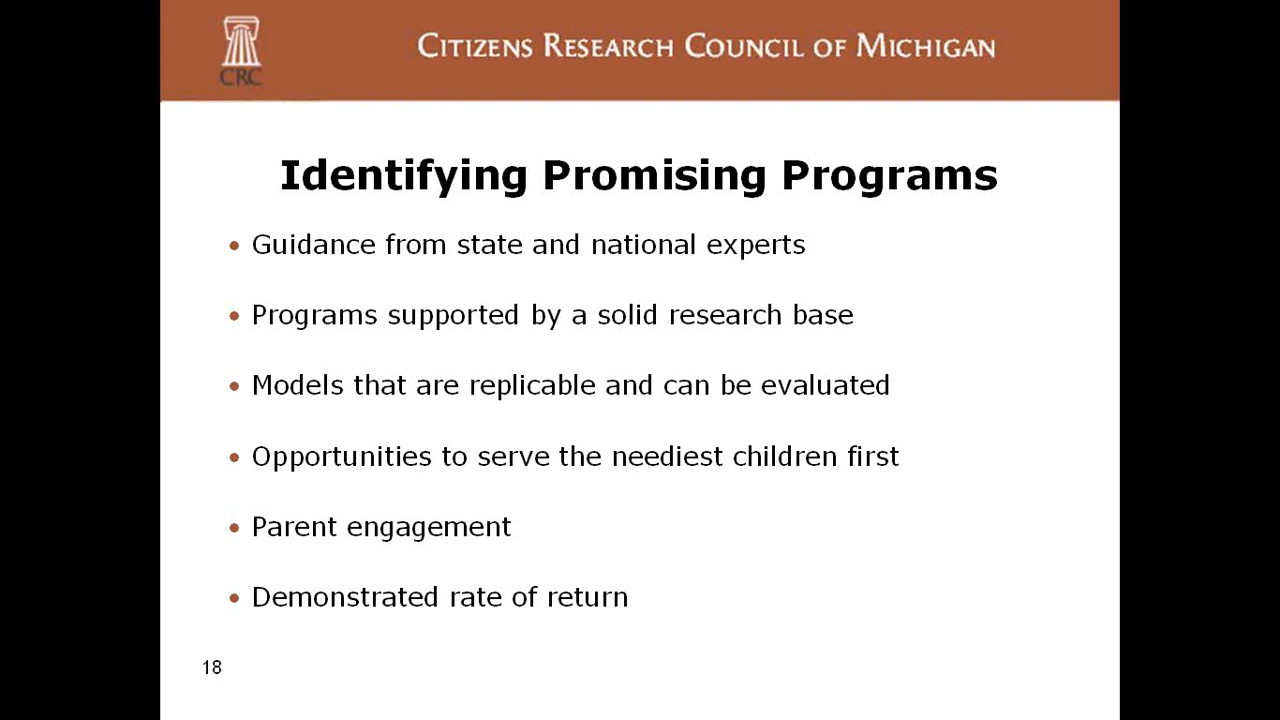 CRC
CITIZENS RESEARCH COUNCIL OF MICHIGAN
Identifying Promising Programs
• Guidance from state and national experts
• Programs supported by a solid research base
• Models that are replicable and can be evaluated
• Opportunities to serve the neediest children first
• Parent engagement
• Demonstrated rate of return
18